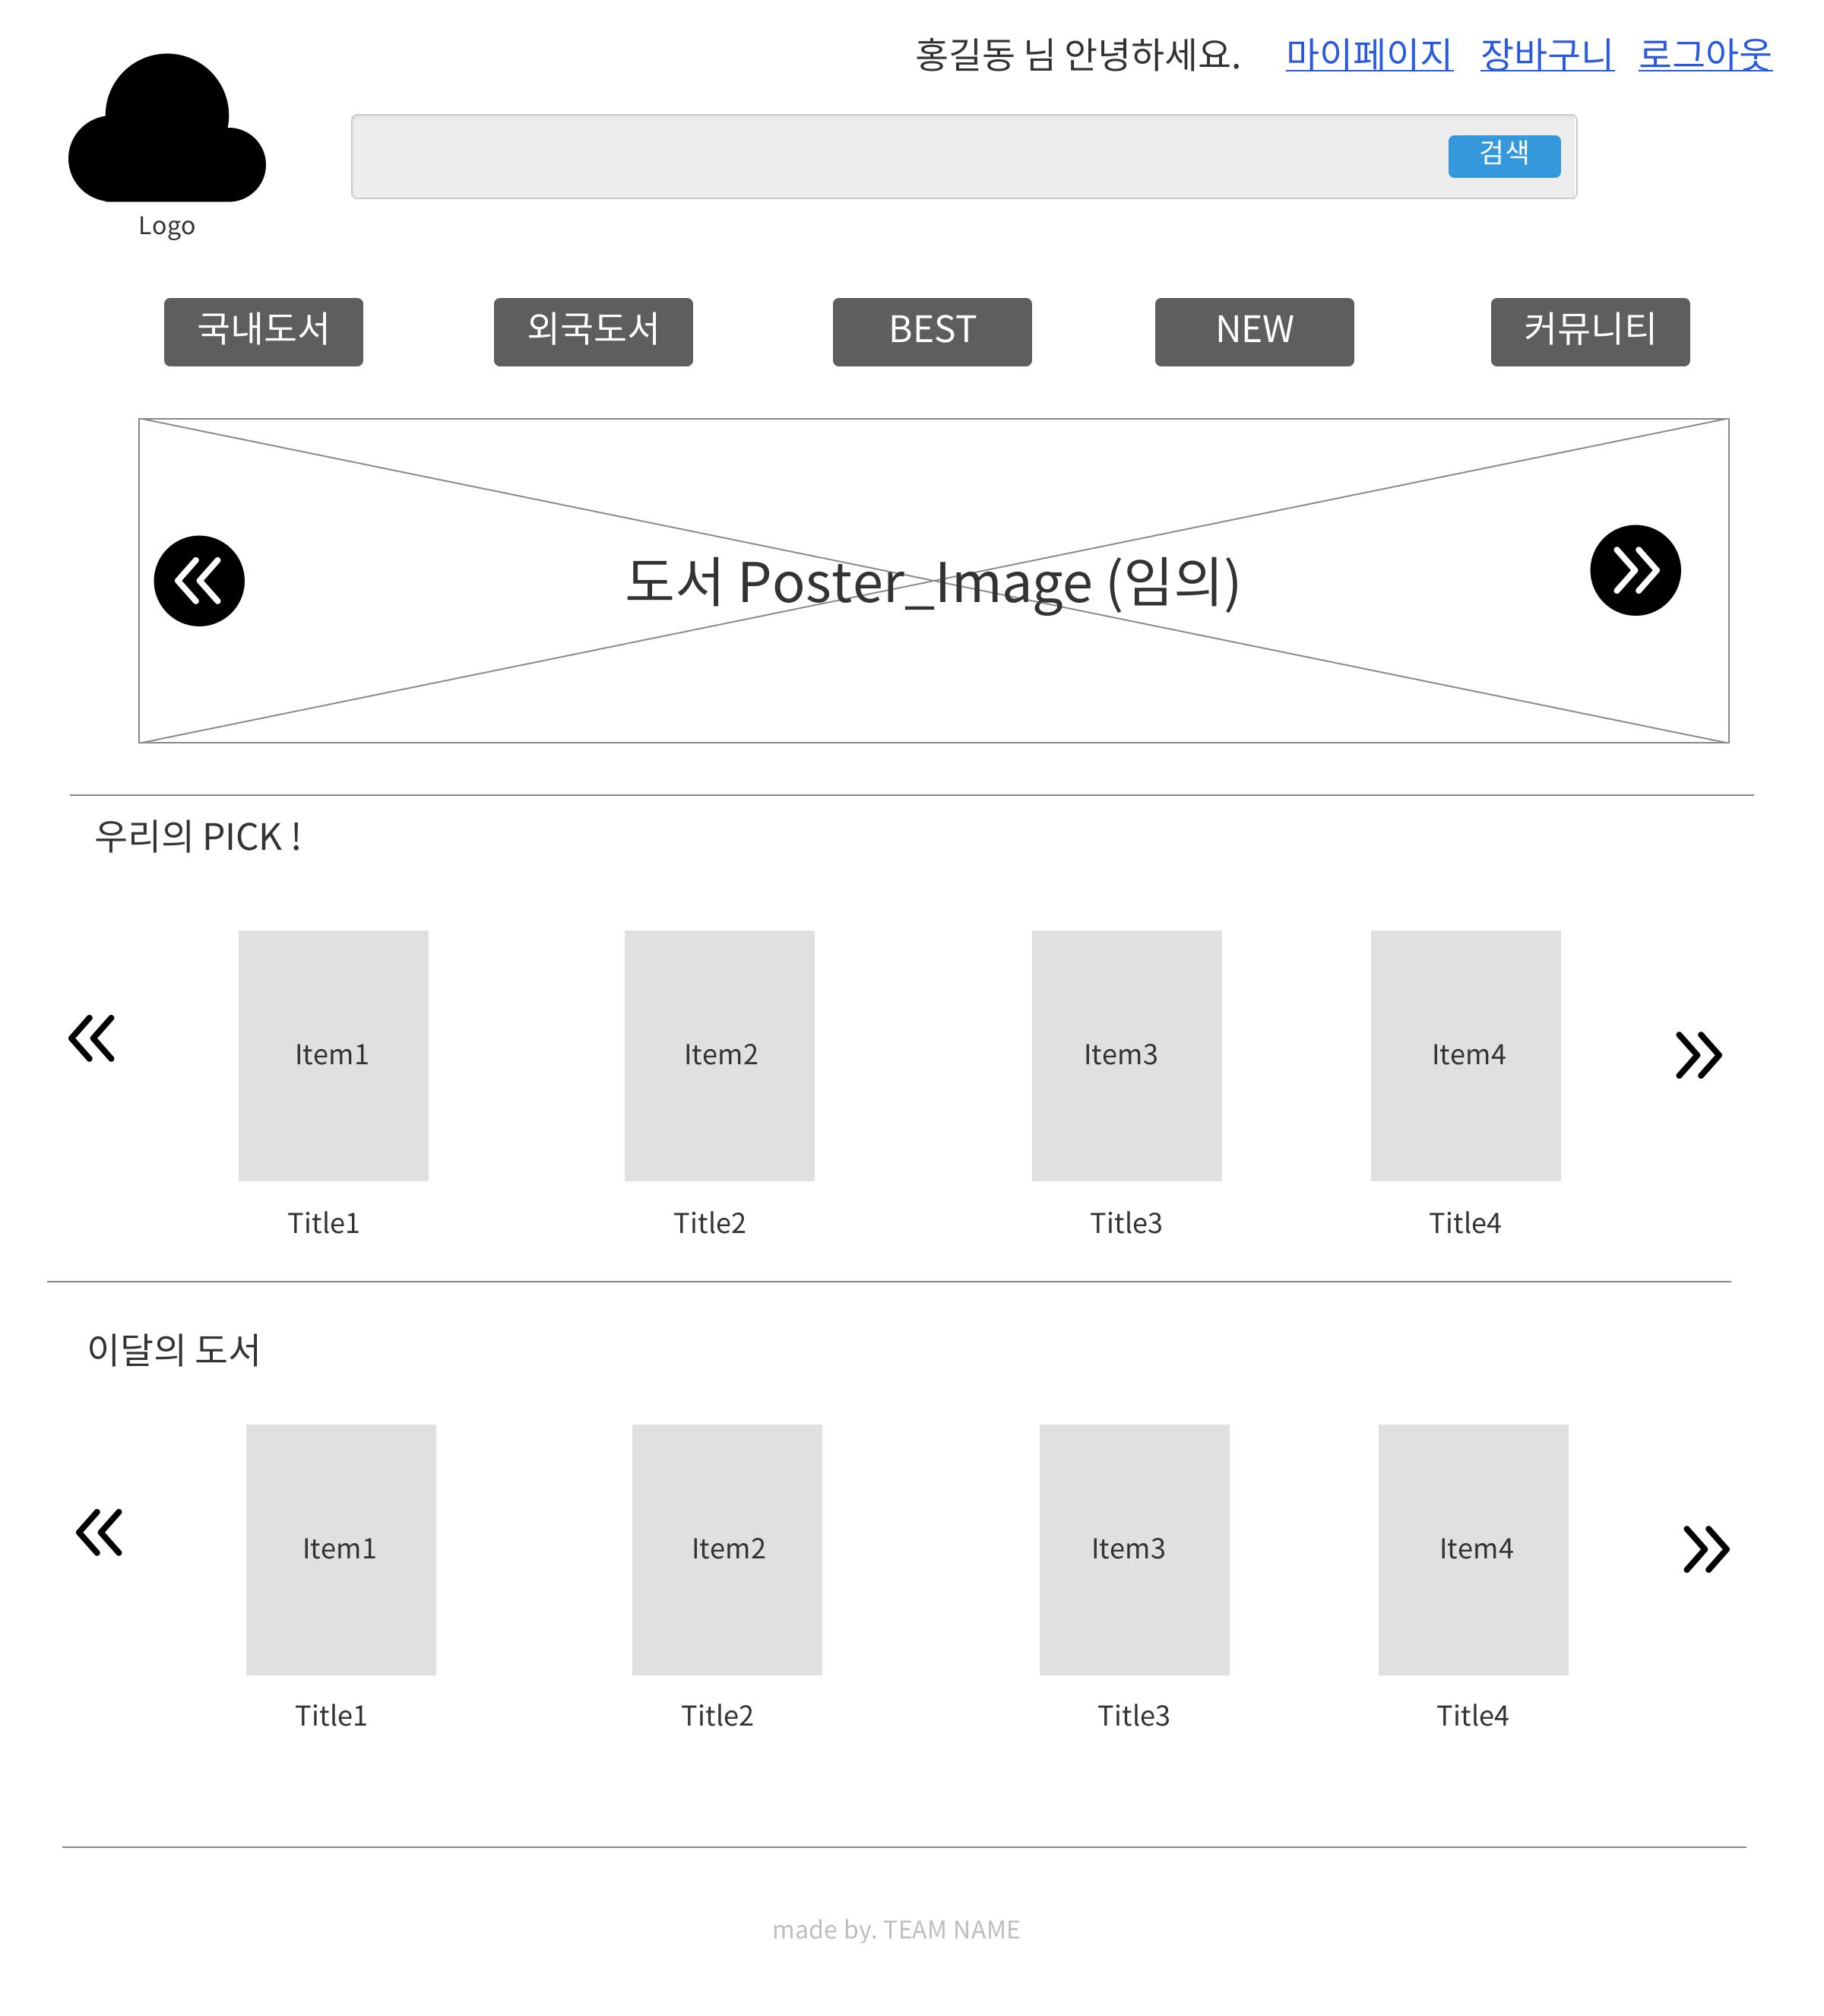 홍길동 님 안녕하세요. 마이페이지 장바구니 로그아웃
검색
Logo
국내도서 외국도서 BEST NEW 커뮤니티
도서 Poster_Image (임의)
우리의 PICK !
Item1 Item2 Item3 Item4
Title1 Title2 Title3 Title4
이달의 도서
Item1 Item2 Item3 Item4
Title1 Title2 Title3 Title4
made by. TEAM NAME